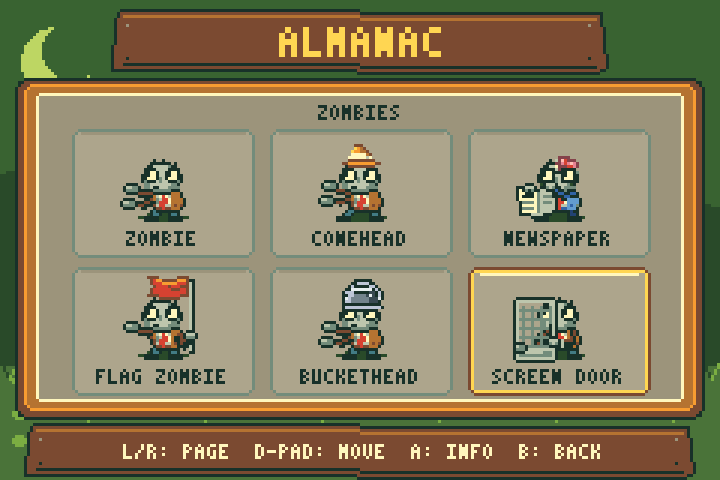 ALMANAC
ZOMBIES
ZOMBIE
CONEHEAD
NEWSPAPER
FLAG ZOMBIE
BUCKETHEAD
SCREEN DOOR
L/R: PAGE D-PAD: MOVE A: INFO B: BACK